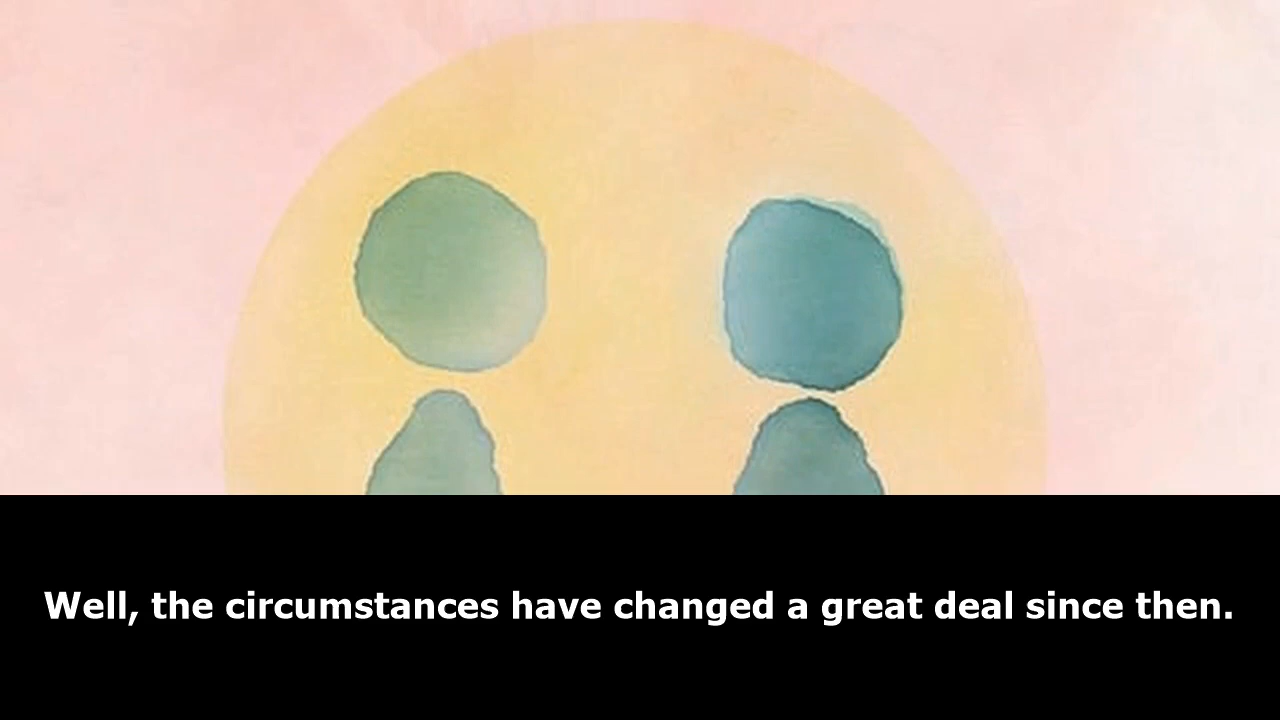 Well, the circumstances have changed a great deal since then.